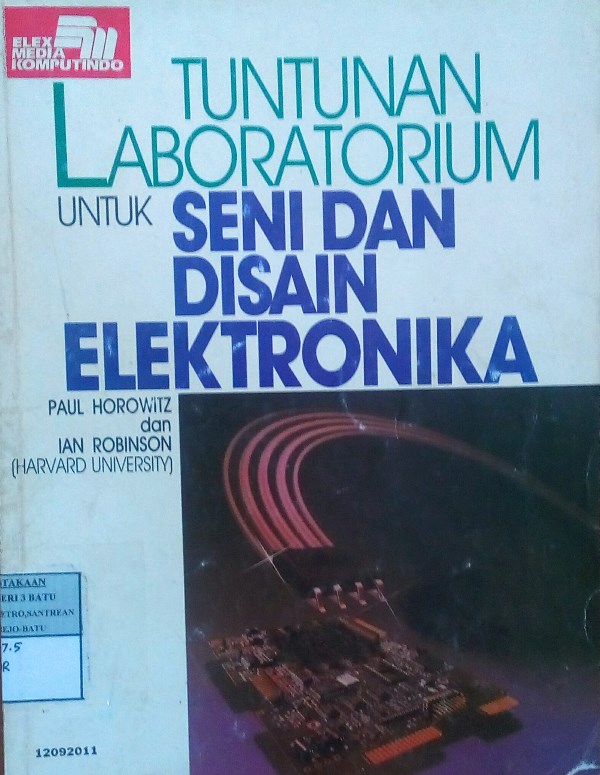 ELEX
MEDIA
KOMPUTINDO
TUNTUNAN
LABORATORIUM
UNTUK SENI DAN
DISAIN
ELEKTRONIKA
PAUL HOROWITZ
dan
IAN ROBINSON
(HARVARD UNIVERSITY)
TAKAAN
ERI 3 BATU
ETRO,SANTREAN
EJO-BATU
7.5
R
12092011